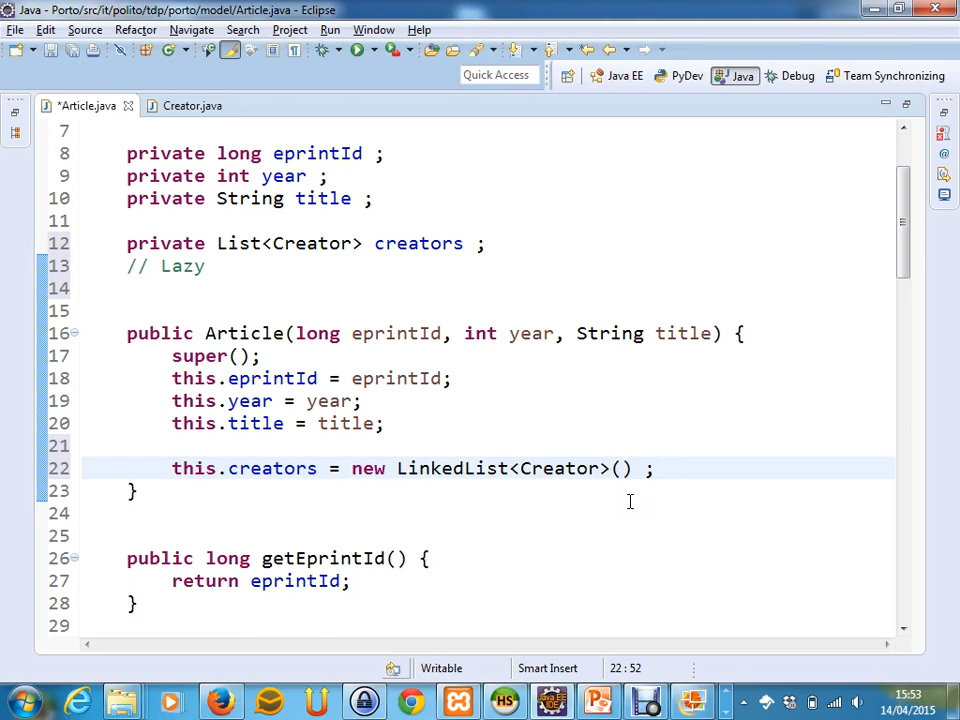 Java - Porto/src/it/polito/tdp/porto/model/Article.java - Eclipse
File Edit Source Refactor Navigate Search Project Run Window Help
Quick Access Java EE PyDev Java Debug Team Synchronizing
*Article.java Creator.java
7
8 private long eprintId ;
9 private int year ;
10 private String title ;
11
12 private List<Creator> creators ;
13 // Lazy
14
15
16 public Article(long eprintId, int year, String title) {
17 super();
18 this.eprintId = eprintId;
19 this.year = year;
20 this.title = title;
21
22 this.creators = new LinkedList<Creator>() ;
23 }
24
25
26 public long getEprintId() {
27 return eprintId;
28 }
29
Writable Smart Insert 22 : 52
15:53
14/04/2015